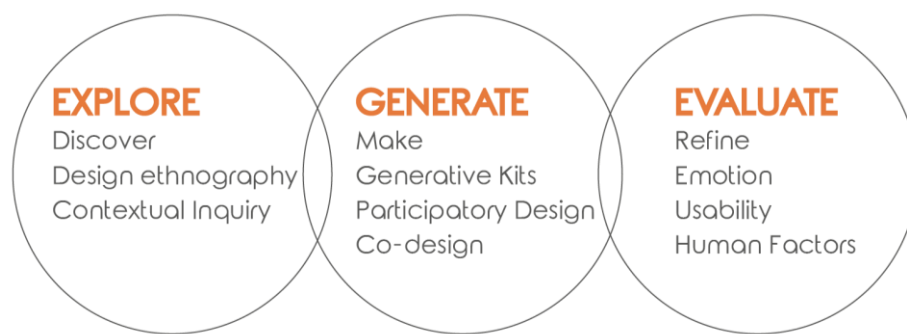 EXPLORE
Discover
Design ethnography
Contextual Inquiry
GENERATE
Make
Generative Kits
Participatory Design
Co-design
EVALUATE
Refine
Emotion
Usability
Human Factors